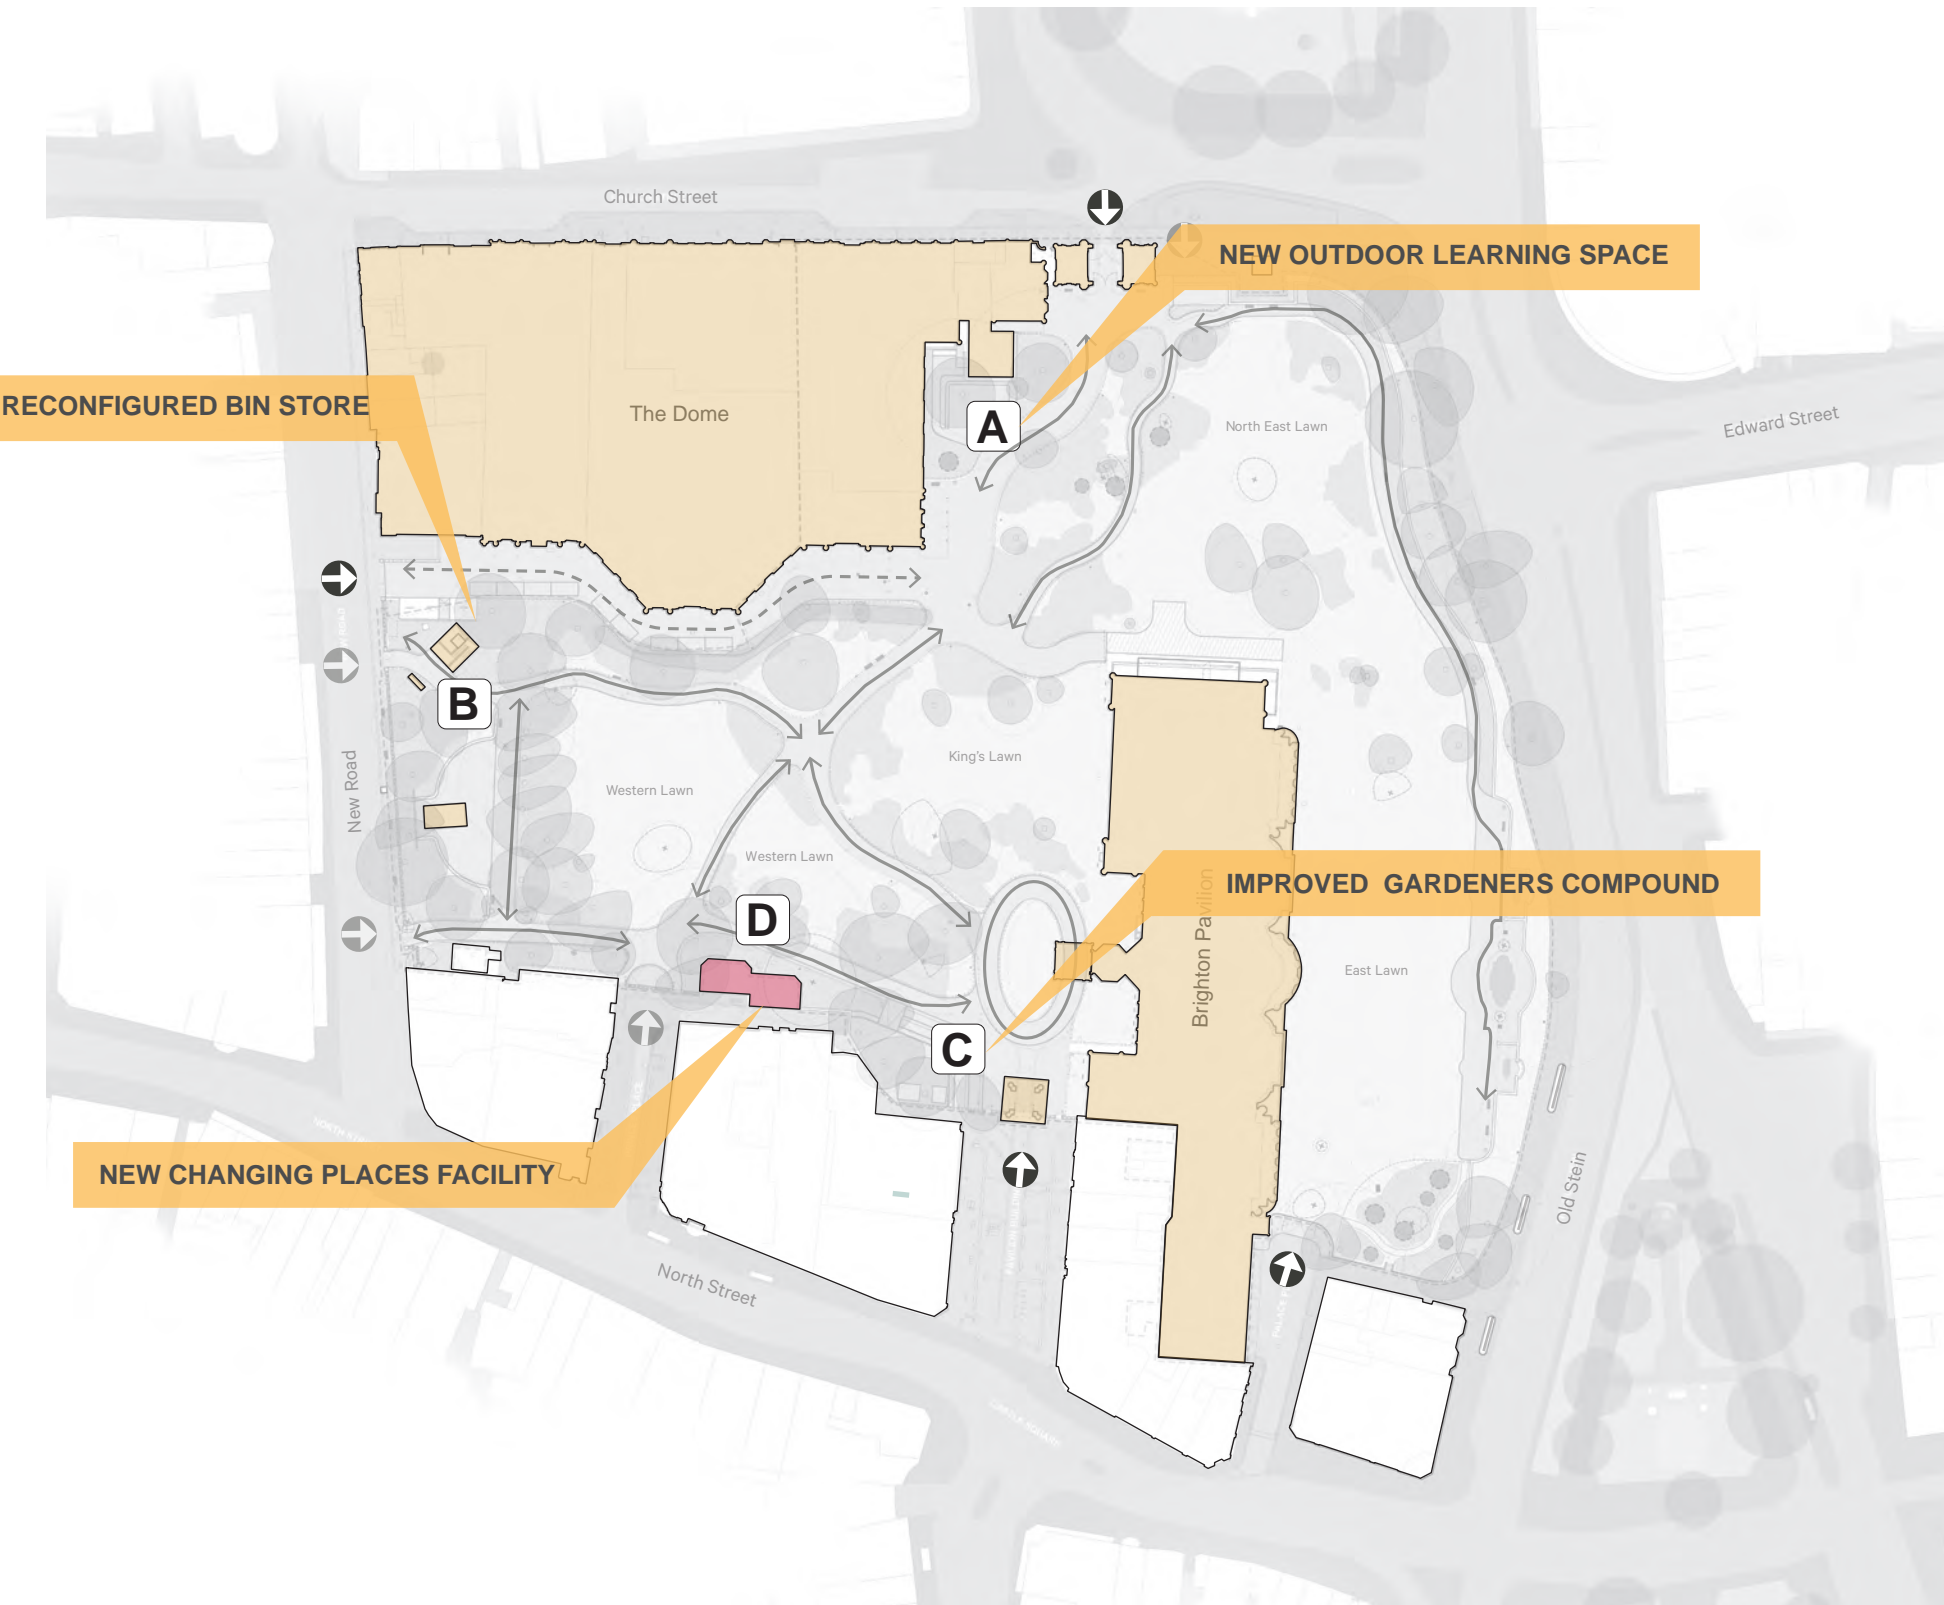 Church Street
NEW OUTDOOR LEARNING SPACE
RECONFIGURED BIN STORE
The Dome
A
North East Lawn
Edward Street
B
King's Lawn
New Road
Western Lawn
Western Lawn
IMPROVED GARDENERS COMPOUND
D
Brighton Pavilion
East Lawn
C
NEW CHANGING PLACES FACILITY
Old Stein
North Street